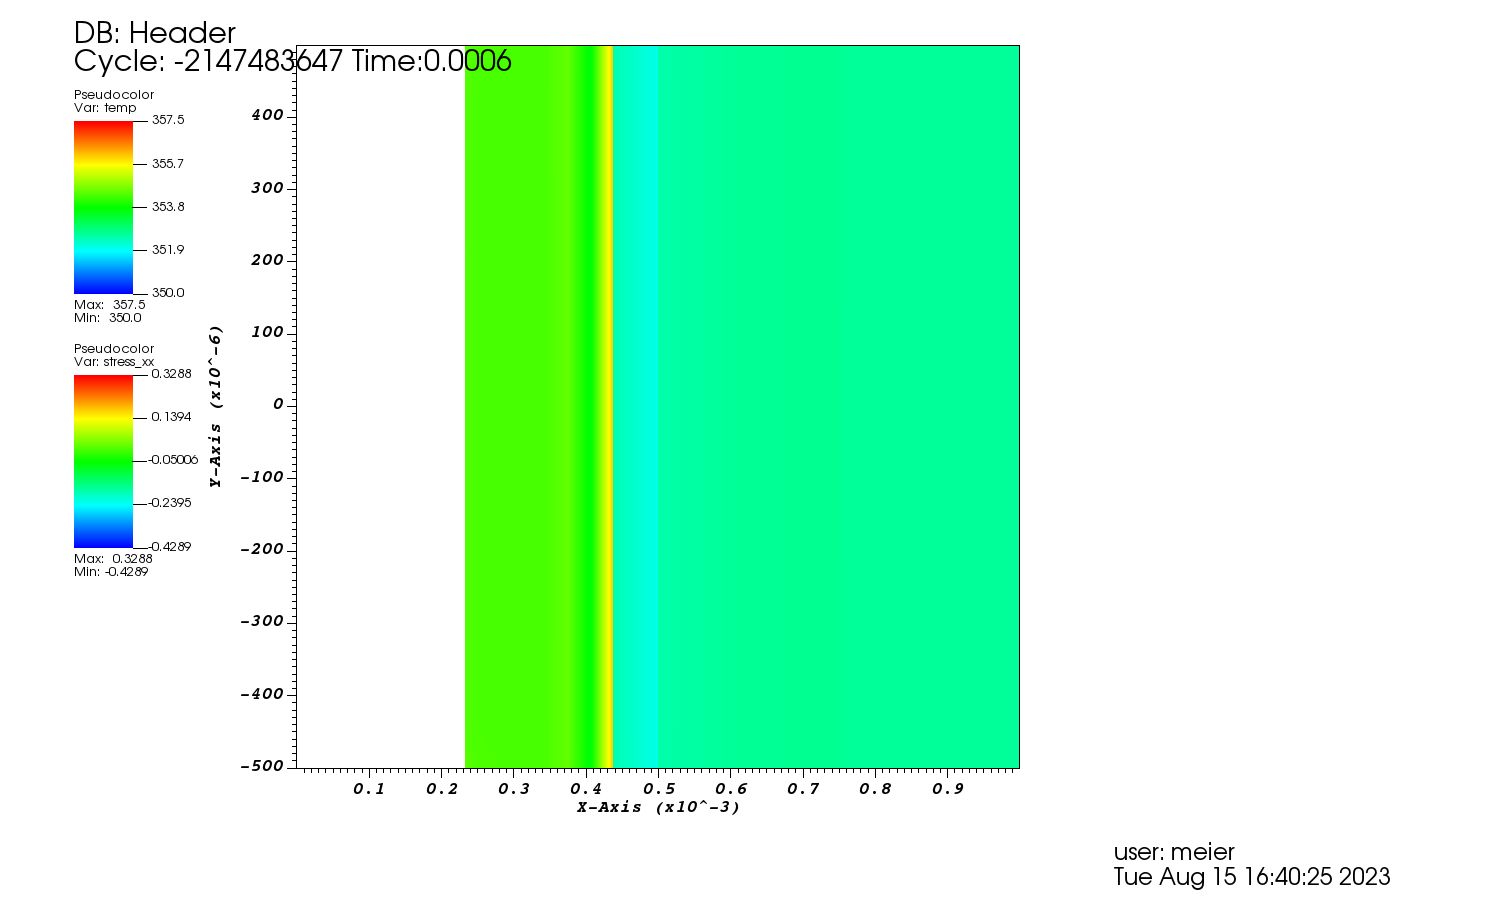 DB: Header
Cycle: -2147483647 Time:0.0006
Pseudocolor
Var: temp
357.5
355.7
353.8
351.9
350.0
Max: 357.5
Min: 350.0
Pseudocolor
Var: stress_xx
0.3288
0.1394
-0.05006
-0.2395
-0.4289
Max: 0.3288
Min: -0.4289
Y-Axis (x10^-6)
400
300
200
100
0
-100
-200
-300
-400
-500
0.1 0.2 0.3 0.4 0.5 0.6 0.7 0.8 0.9
X-Axis (x10^-3)
user: meier
Tue Aug 15 16:40:25 2023